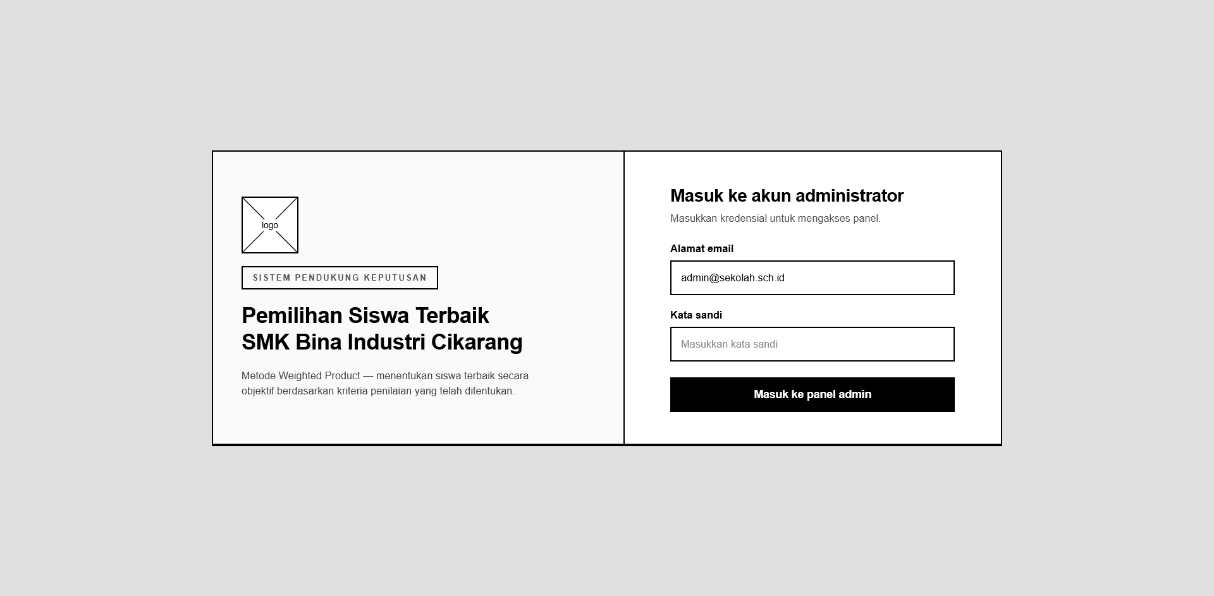 logo
SISTEM PENDUKUNG KEPUTUSAN
Pemilihan Siswa Terbaik
SMK Bina Industri Cikarang
Metode Weighted Product — menentukan siswa terbaik secara
objektif berdasarkan kriteria penilaian yang telah ditentukan.
Masuk ke akun administrator
Masukkan kredensial untuk mengakses panel.
Alamat email
admin@sekolah.sch.id
Kata sandi
Masukkan kata sandi
Masuk ke panel admin